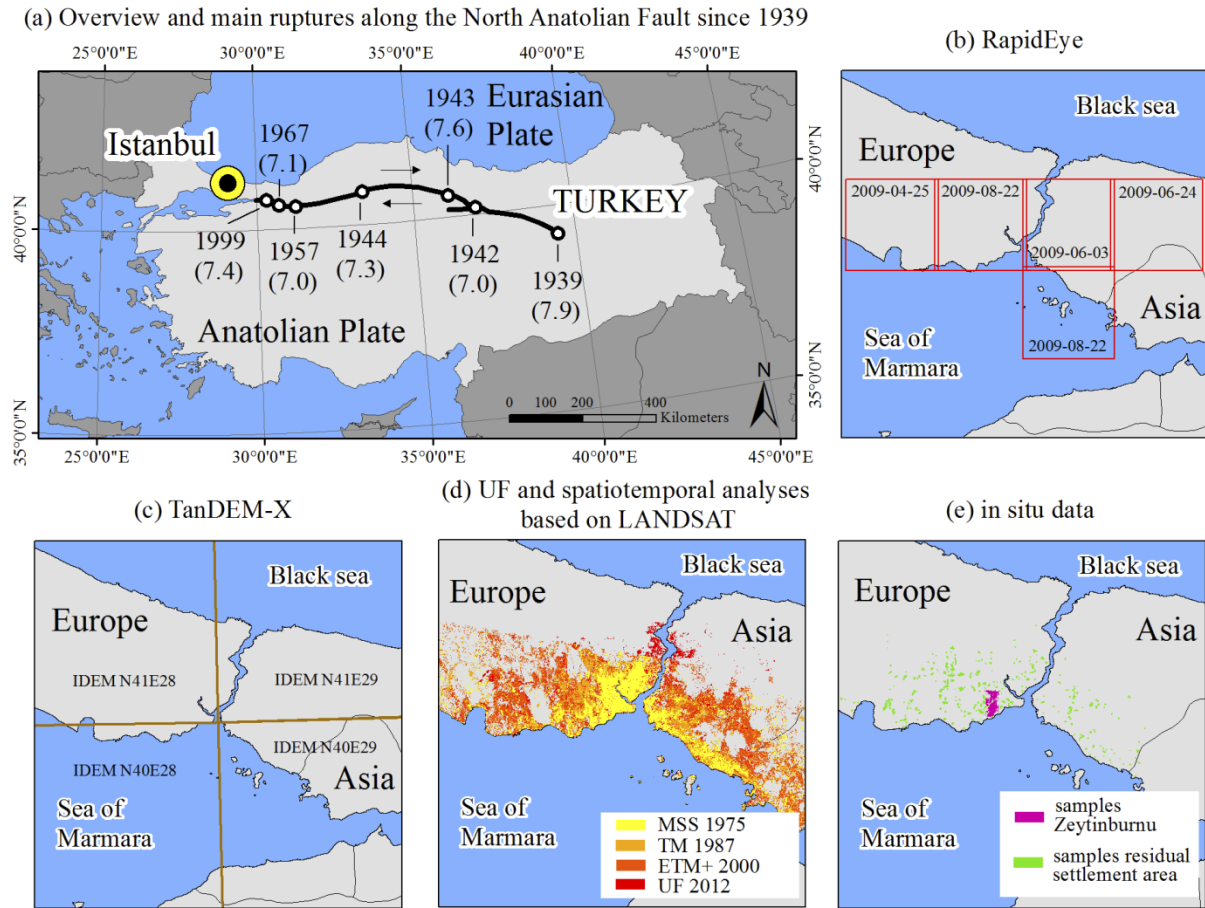 (a) Overview and main ruptures along the North Anatolian Fault since 1939
25°0'0"E 30°0'0"E 35°0'0"E 40°0'0"E 45°0'0"E
40°0'0"N
35°0'0"N
40°0'0"N
35°0'0"N
Istanbul
1967
(7.1)
1943
(7.6)
Eurasian
Plate
TURKEY
1999
(7.4)
1957
(7.0)
1944
(7.3)
1942
(7.0)
1939
(7.9)
Anatolian Plate
N
0 100 200 400
Kilometers
25°0'0"E 30°0'0"E 35°0'0"E 40°0'0"E 45°0'0"E
(b) RapidEye
Black sea
Europe
2009-04-25 2009-08-22 2009-06-24
2009-06-03
Asia
2009-08-22
Sea of
Marmara
(c) TanDEM-X
Black sea
Europe
IDEM N41E28 IDEM N41E29
IDEM N40E28 IDEM N40E29
Asia
Sea of
Marmara
(d) UF and spatiotemporal analyses
based on LANDSAT
Black sea
Europe
Asia
Sea of
Marmara
MSS 1975
TM 1987
ETM+ 2000
UF 2012
(e) in situ data
Black sea
Europe
Asia
Sea of
Marmara
samples
Zeytinburnu
samples residual
settlement area